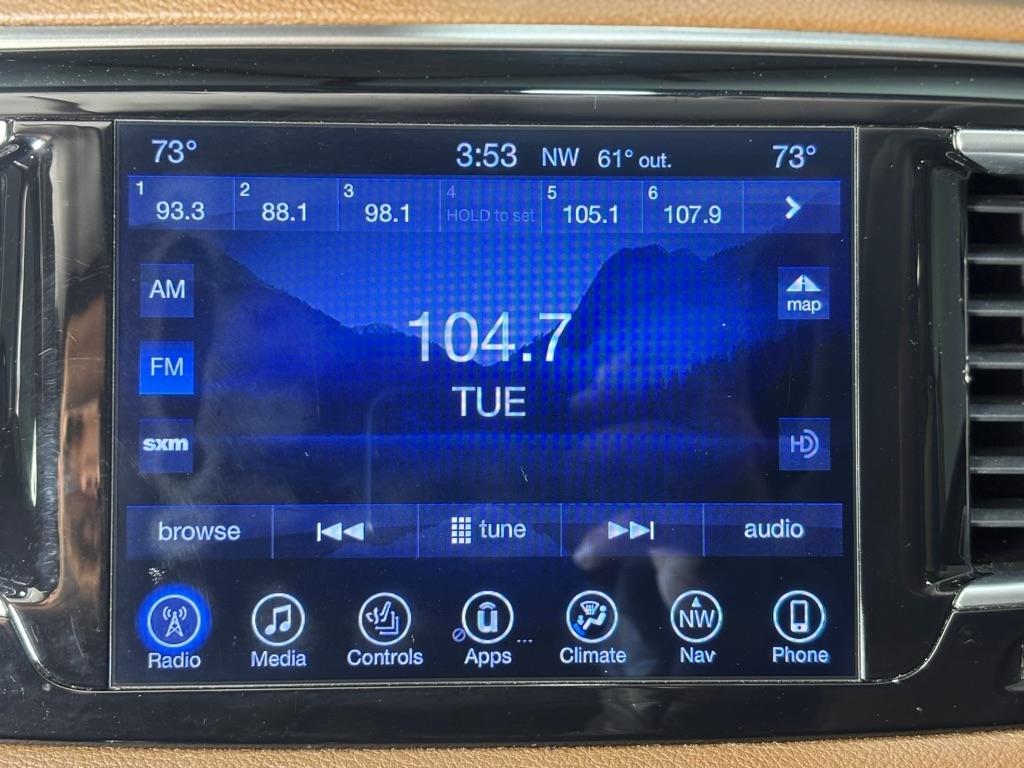 73° 3:53 NW 61° out. 73°
1 2 3 4 5 6
93.3 88.1 98.1 HOLD to set 105.1 107.9
AM
map
104.7
FM
TUE
sxm
HD
browse tune audio
u NW
Radio Media Controls Apps ... Climate Nav Phone